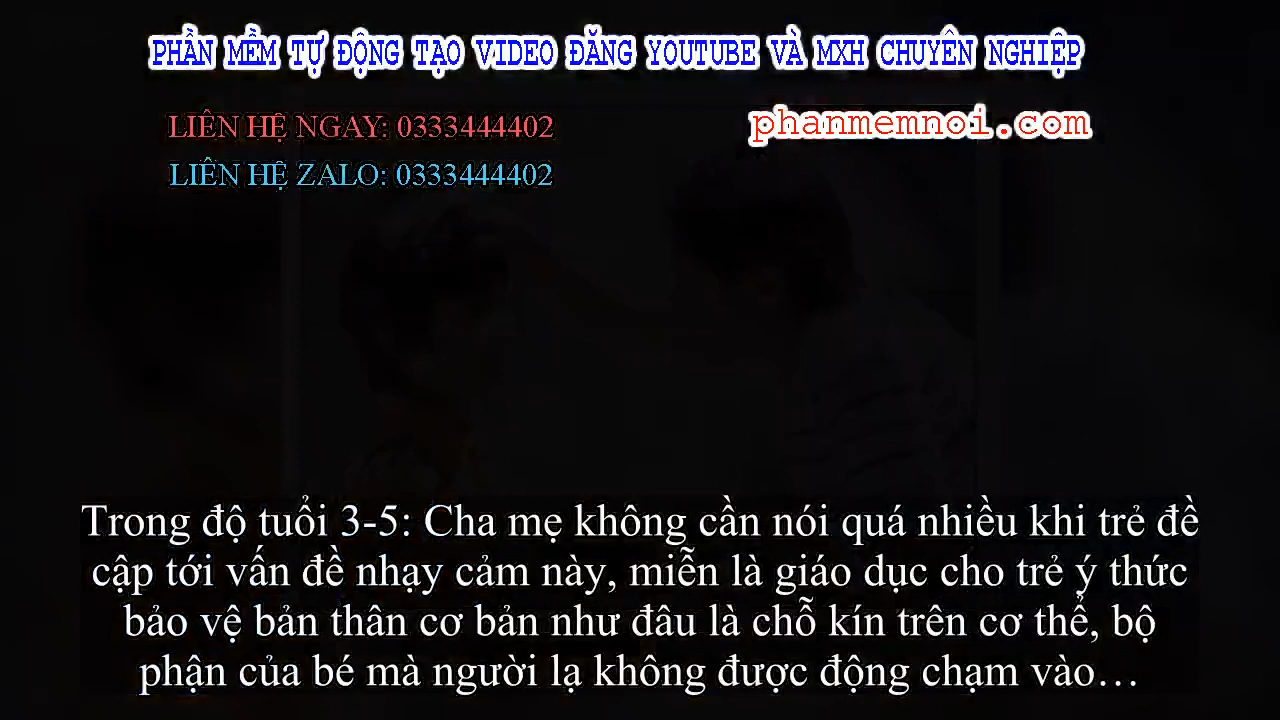 PHẦN MỀM TỰ ĐỘNG TẠO VIDEO ĐĂNG YOUTUBE VÀ MXH CHUYÊN NGHIỆP
LIÊN HỆ NGAY: 0333444402
phanmemnoi.com
LIÊN HỆ ZALO: 0333444402
Trong độ tuổi 3-5: Cha mẹ không cần nói quá nhiều khi trẻ đề
cập tới vấn đề nhạy cảm này, miễn là giáo dục cho trẻ ý thức
bảo vệ bản thân cơ bản như đâu là chỗ kín trên cơ thể, bộ
phận của bé mà người lạ không được động chạm vào…